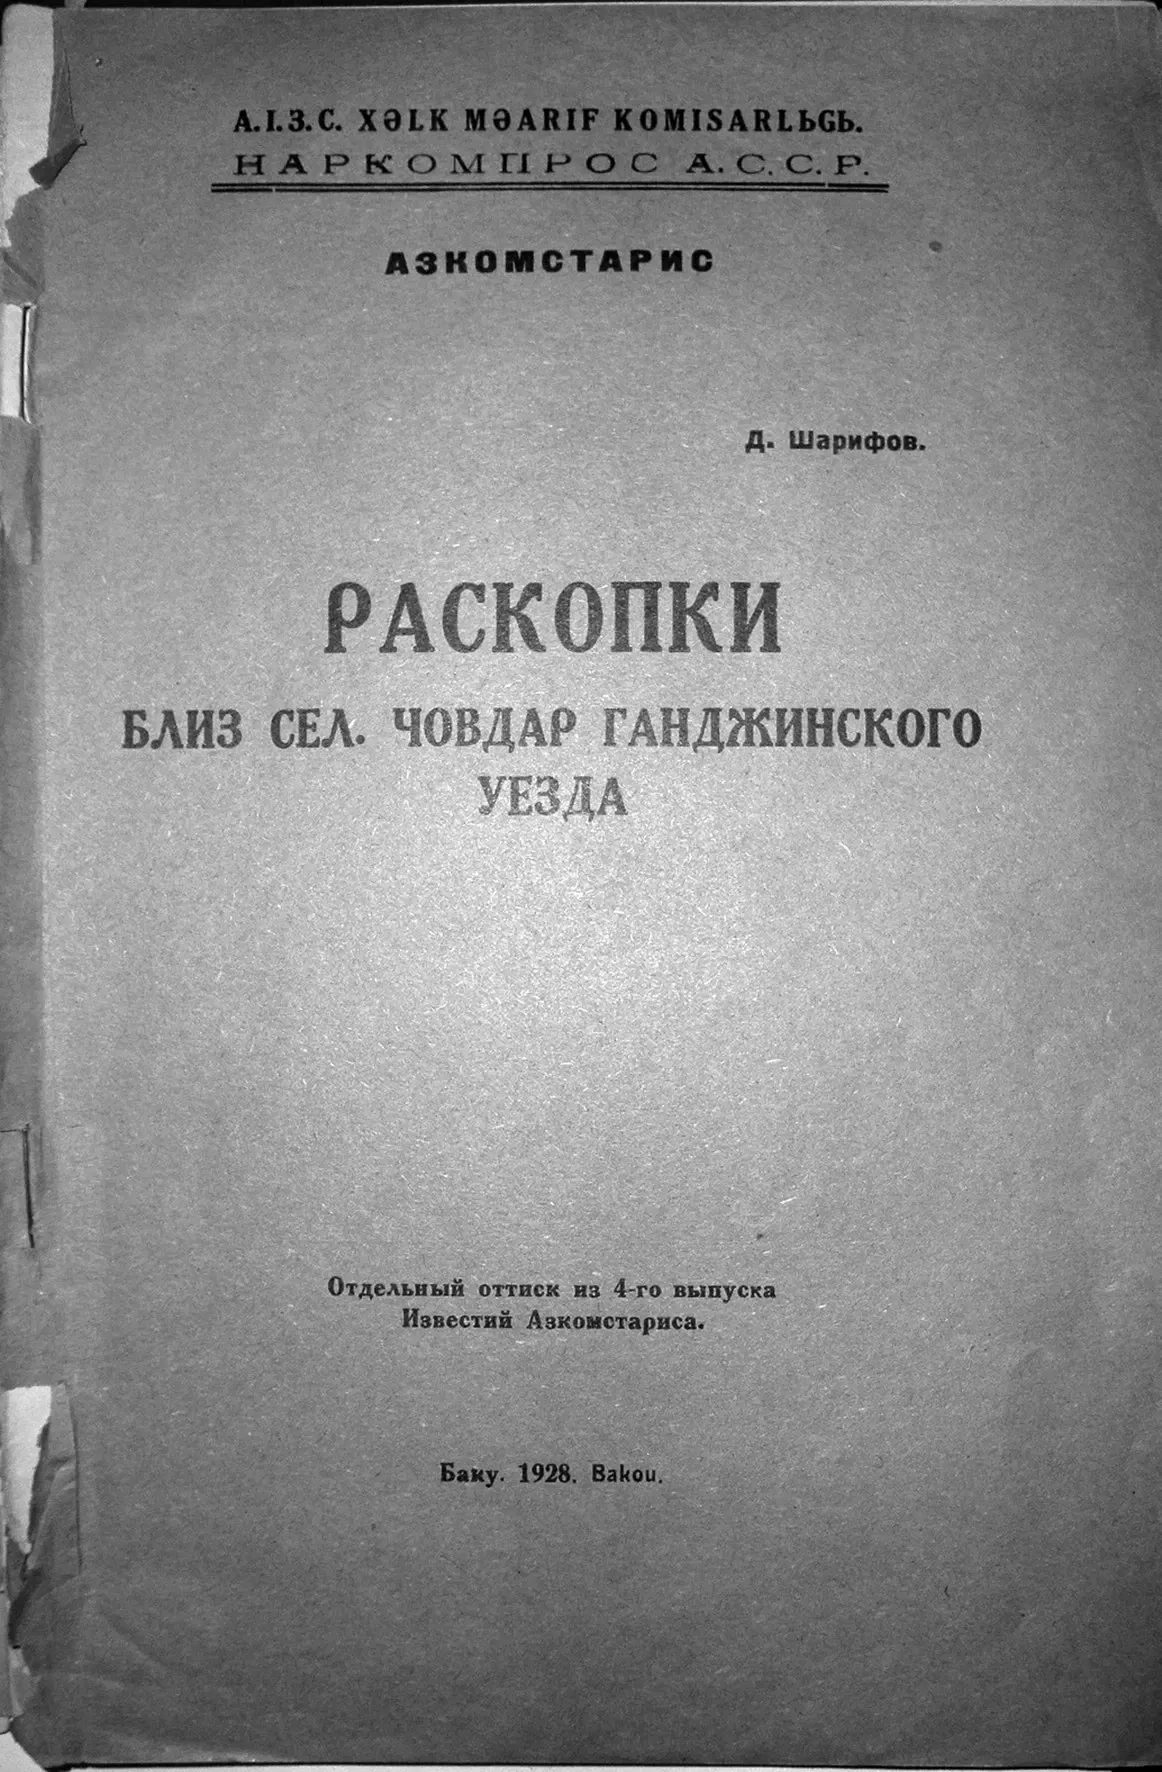 A.I.З.C. XƏLK MƏARIF KOMISARLЬGЬ.
НАРКОМПРОС А.С.С.Р.
АЗКОМСТАРИС
Д. Шарифов.
РАСКОПКИ
БЛИЗ СЕЛ. ЧОВДАР ГАНДЖИНСКОГО
УЕЗДА
Отдельный оттиск из 4-го выпуска
Известий Азкомстариса.
Баку. 1928. Bakou.